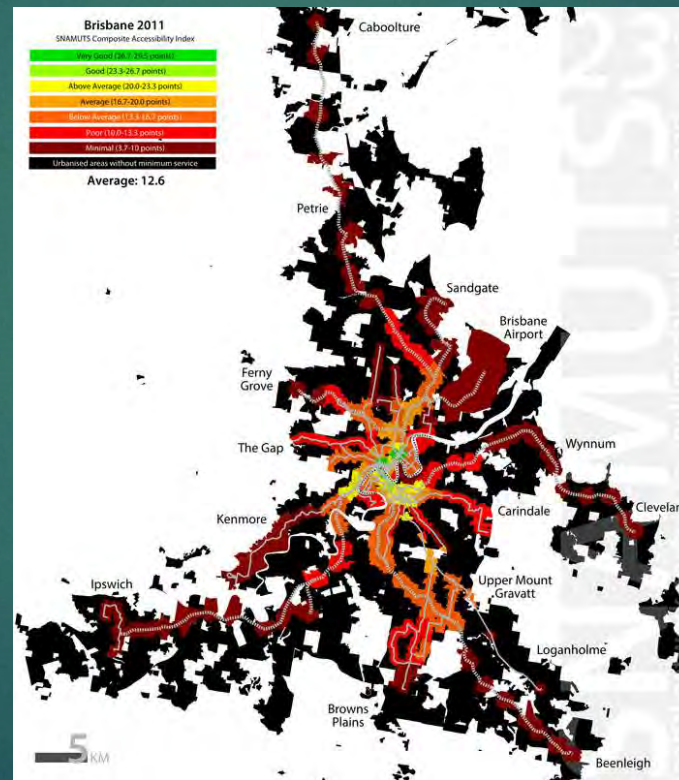 Brisbane 2011
SNAMUTS Composite Accessibility Index
Very Good (26.7-29.5 points)
Good (23.3-26.7 points)
Above Average (20.0-23.3 points)
Average (16.7-20.0 points)
Below Average (13.3-16.7 points)
Poor (10.0-13.3 points)
Minimal (3.7-10 points)
Urbanised areas without minimum service
Average: 12.6
Caboolture
Petrie
Sandgate
Brisbane
Airport
Ferny
Grove
The Gap
Wynnum
Kenmore
Carindale
Clevelan
Ipswich
Upper Mount
Gravatt
Loganholme
Browns
Plains
Beenleigh
5 KM
SNAMUTS